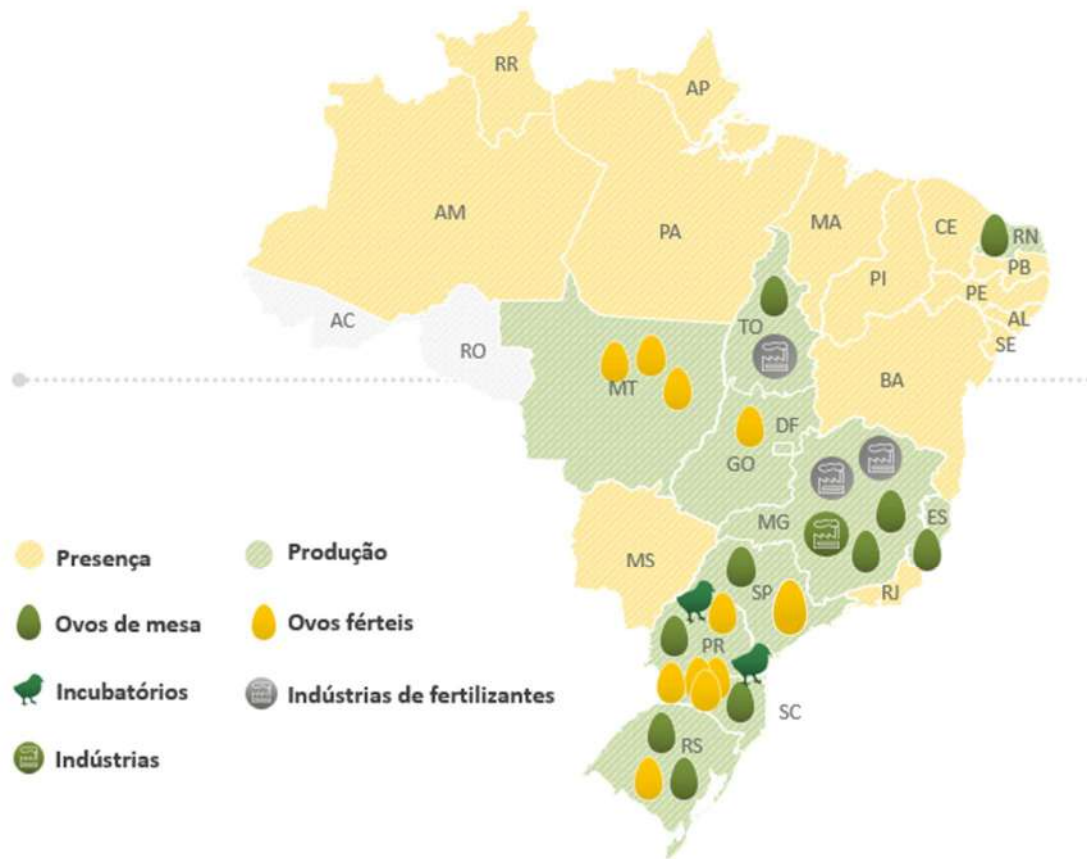 RR
AP
AM
PA
MA
CE
RN
PB
PI
PE
AL
SE
TO
AC
RO
BA
MT
DF
GO
MG
ES
MS
SP
RJ
PR
SC
RS
Presença
Produção
Ovos de mesa
Ovos férteis
Incubatórios
Indústrias de fertilizantes
Indústrias